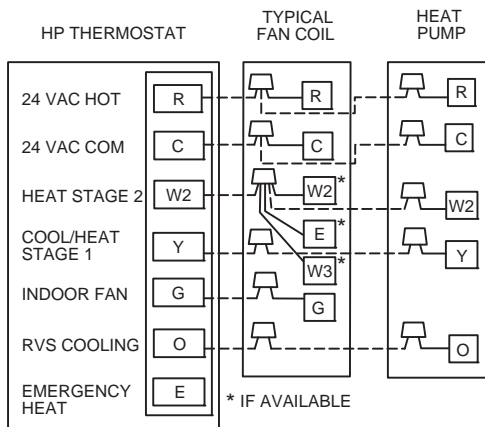 HP THERMOSTAT
TYPICAL
FAN COIL
HEAT
PUMP
24 VAC HOT R R R
24 VAC COM C C C
HEAT STAGE 2 W2 W2* W2
E*
COOL/HEAT
STAGE 1 Y W3* Y
INDOOR FAN G G
RVS COOLING O O
EMERGENCY
HEAT E
* IF AVAILABLE